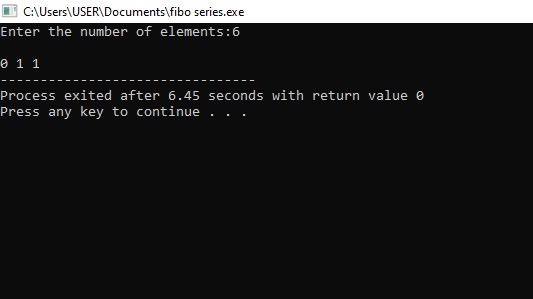 C:\Users\USER\Documents\fibo series.exe
Enter the number of elements:6
0 1 1
--------------------------------
Process exited after 6.45 seconds with return value 0
Press any key to continue . . .